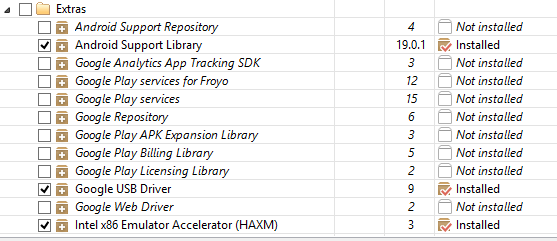 Extras
Android Support Repository 4 Not installed
Android Support Library 19.0.1 Installed
Google Analytics App Tracking SDK 3 Not installed
Google Play services for Froyo 12 Not installed
Google Play services 15 Not installed
Google Repository 6 Not installed
Google Play APK Expansion Library 3 Not installed
Google Play Billing Library 5 Not installed
Google Play Licensing Library 2 Not installed
Google USB Driver 9 Installed
Google Web Driver 2 Not installed
Intel x86 Emulator Accelerator (HAXM) 3 Installed